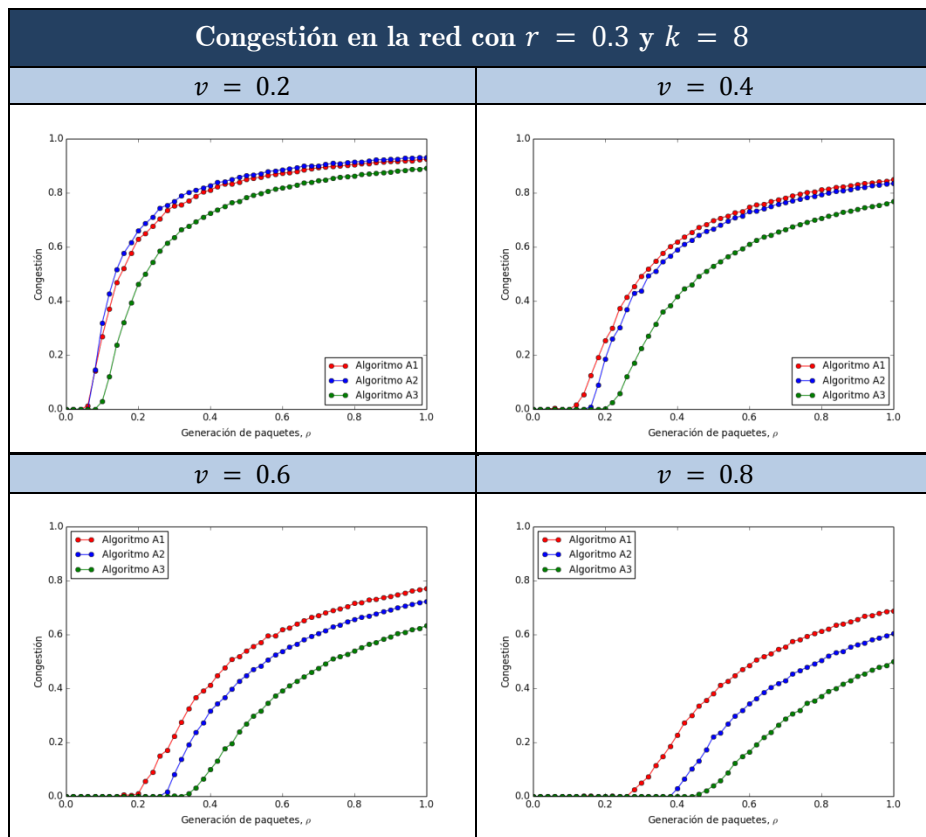 Congestión en la red con r = 0.3 y k = 8
v = 0.2
v = 0.4
1.0
0.8
0.6
0.4
0.2
0.0
Congestión
0.0 0.2 0.4 0.6 0.8 1.0
Generación de paquetes, ρ
Algoritmo A1
Algoritmo A2
Algoritmo A3
1.0
0.8
0.6
0.4
0.2
0.0
Congestión
0.0 0.2 0.4 0.6 0.8 1.0
Generación de paquetes, ρ
Algoritmo A1
Algoritmo A2
Algoritmo A3
v = 0.6
v = 0.8
1.0
0.8
0.6
0.4
0.2
0.0
Congestión
Algoritmo A1
Algoritmo A2
Algoritmo A3
0.0 0.2 0.4 0.6 0.8 1.0
Generación de paquetes, ρ
1.0
0.8
0.6
0.4
0.2
0.0
Congestión
Algoritmo A1
Algoritmo A2
Algoritmo A3
0.0 0.2 0.4 0.6 0.8 1.0
Generación de paquetes, ρ